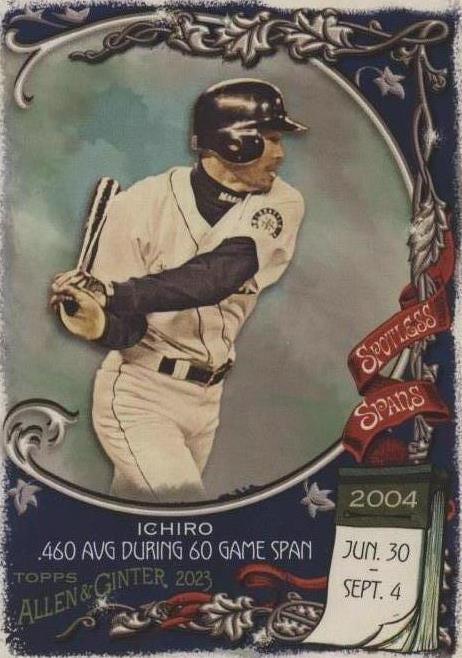 SPOTLESS
SPANS
ICHIRO
.460 AVG DURING 60 GAME SPAN
TOPPS
ALLEN & GINTER 2023
2004
JUN. 30
-
SEPT. 4